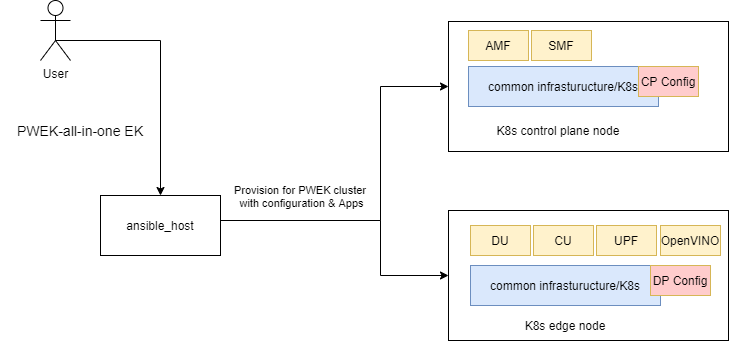 User
PWEK-all-in-one EK
ansible_host
Provision for PWEK cluster
with configuration & Apps
AMF
SMF
common infrasturucture/K8s
CP Config
K8s control plane node
DU
CU
UPF
OpenVINO
common infrasturucture/K8s
DP Config
K8s edge node